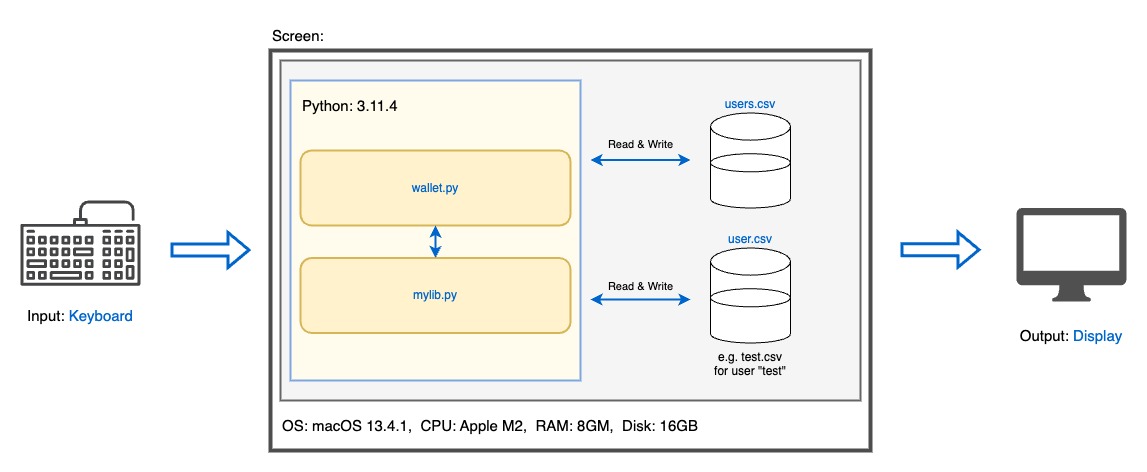 Screen:
Python: 3.11.4
users.csv
Read & Write
wallet.py
user.csv
Read & Write
mylib.py
Input: Keyboard
Output: Display
e.g. test.csv
for user "test"
OS: macOS 13.4.1, CPU: Apple M2, RAM: 8GM, Disk: 16GB